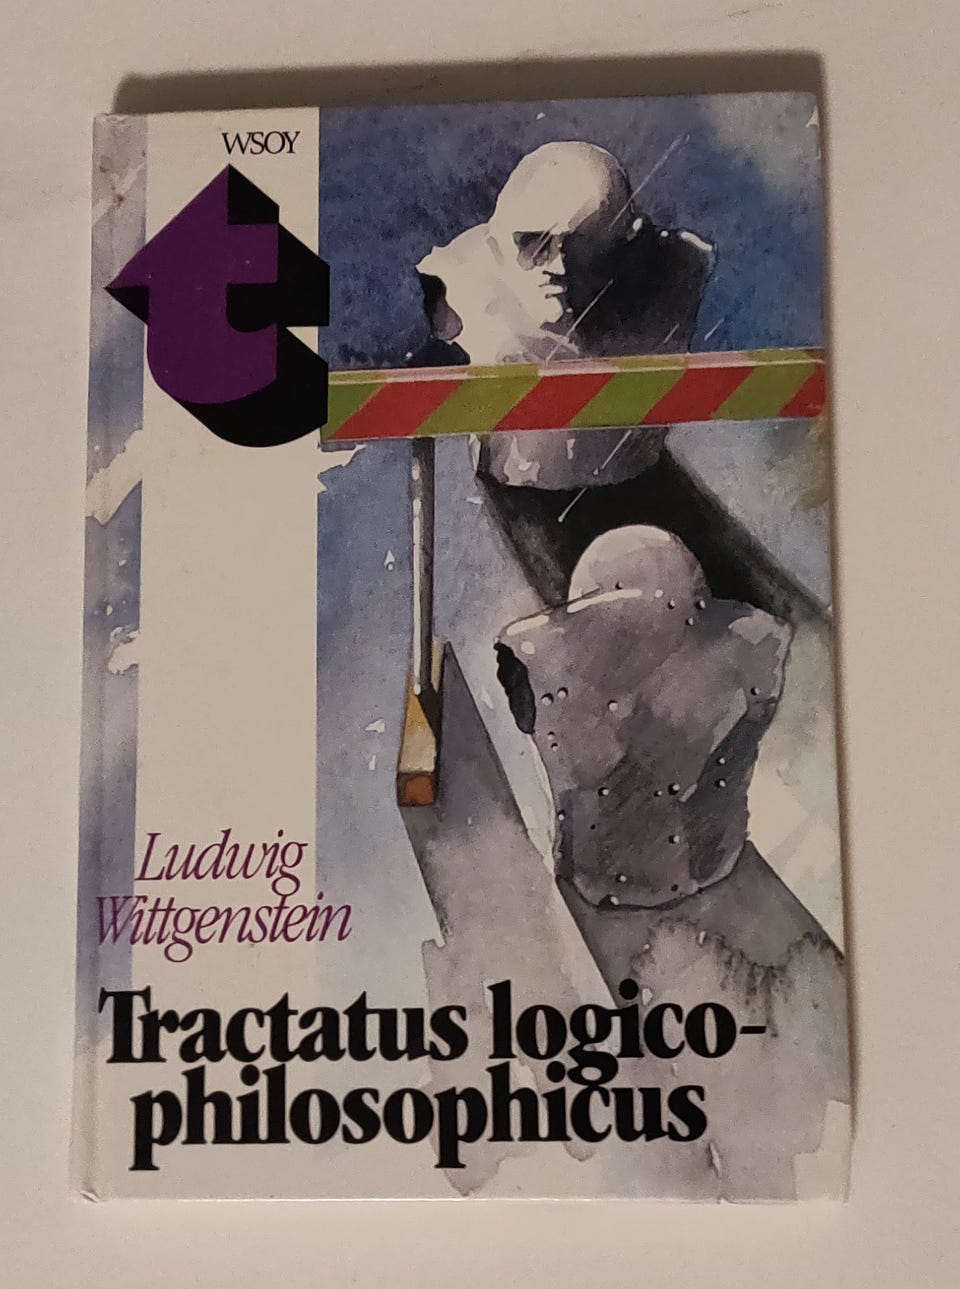 WSOY
t
Ludwig
Wittgenstein
Tractatus logico-
philosophicus